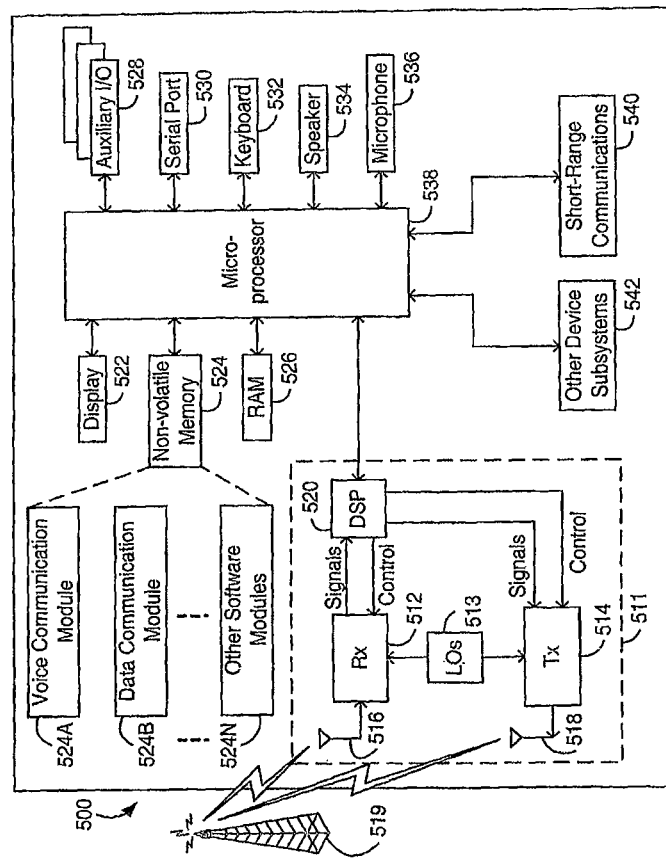 500
519
Voice Communication
Module
524A
Data Communication
Module
524B
Other Software
Modules
524N
Display
522
Non-volatile
Memory
524
RAM
526
Micro-
processor
538
Auxiliary I/O
528
Serial Port
530
Keyboard
532
Speaker
534
Microphone
536
Short-Range
Communications
540
Other Device
Subsystems
542
520
DSP
Signals
Control
Rx
512
516
LOs
513
Signals
Control
Tx
514
518
511